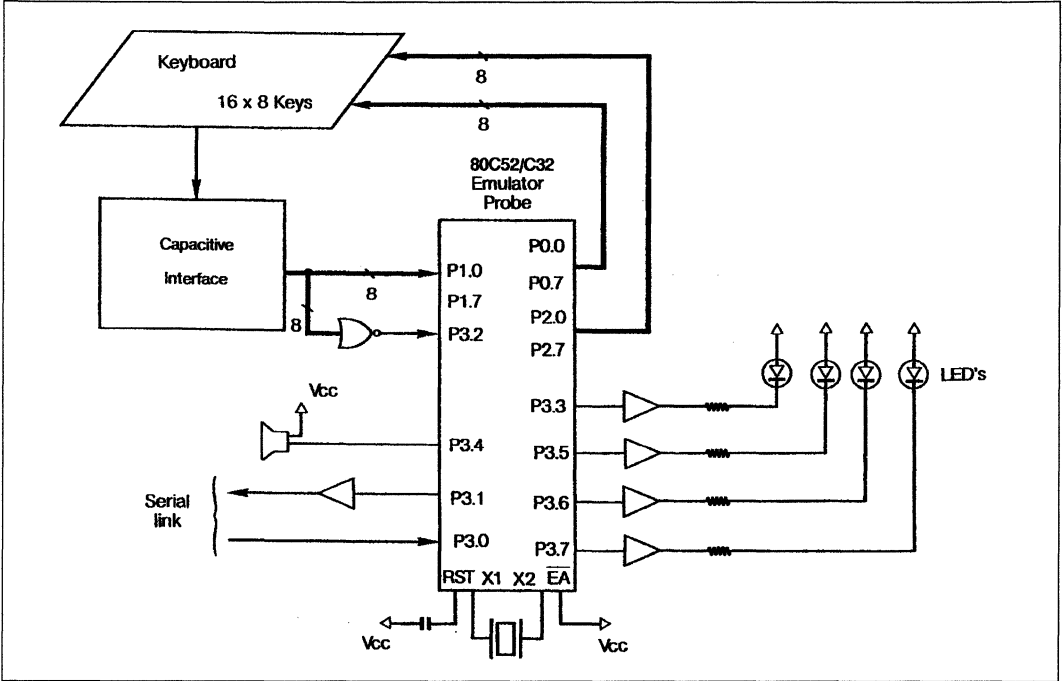 Keyboard
16 x 8 Keys
8
8
80C52/C32
Emulator
Probe
Capacitive
Interface
8
8
P1.0
P1.7
P3.2
P3.4
P3.1
P3.0
P0.0
P0.7
P2.0
P2.7
P3.3
P3.5
P3.6
P3.7
RST X1 X2 EA
Vcc
Serial
link
LED's
Vcc
Vcc